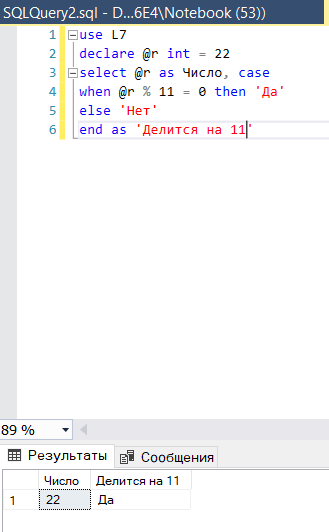 SQLQuery2.sql - D...6E4\Notebook (53))
1 use L7
2 declare @r int = 22
3 select @r as Число, case
4 when @r % 11 = 0 then 'Да'
5 else 'Нет'
6 end as 'Делится на 11'
89 %
Результаты Сообщения
Число Делится на 11
1 22 Да